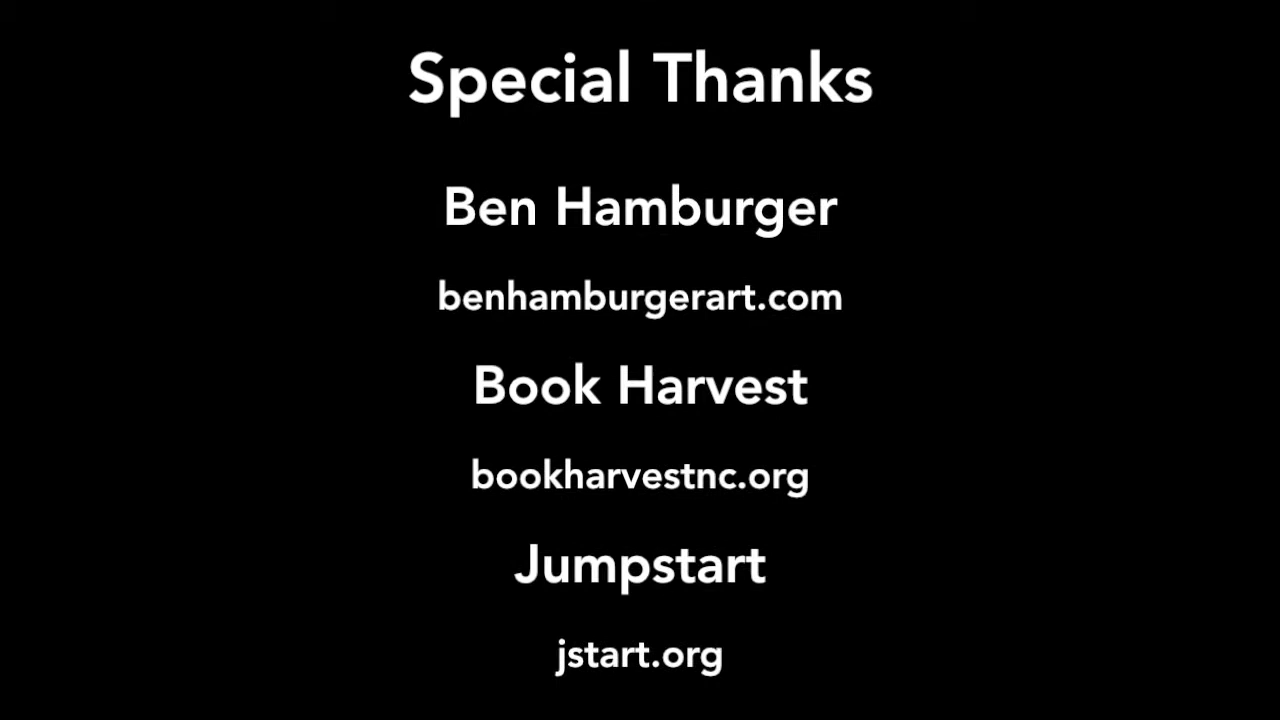 Special Thanks
Ben Hamburger
benhamburgerart.com
Book Harvest
bookharvestnc.org
Jumpstart
jstart.org